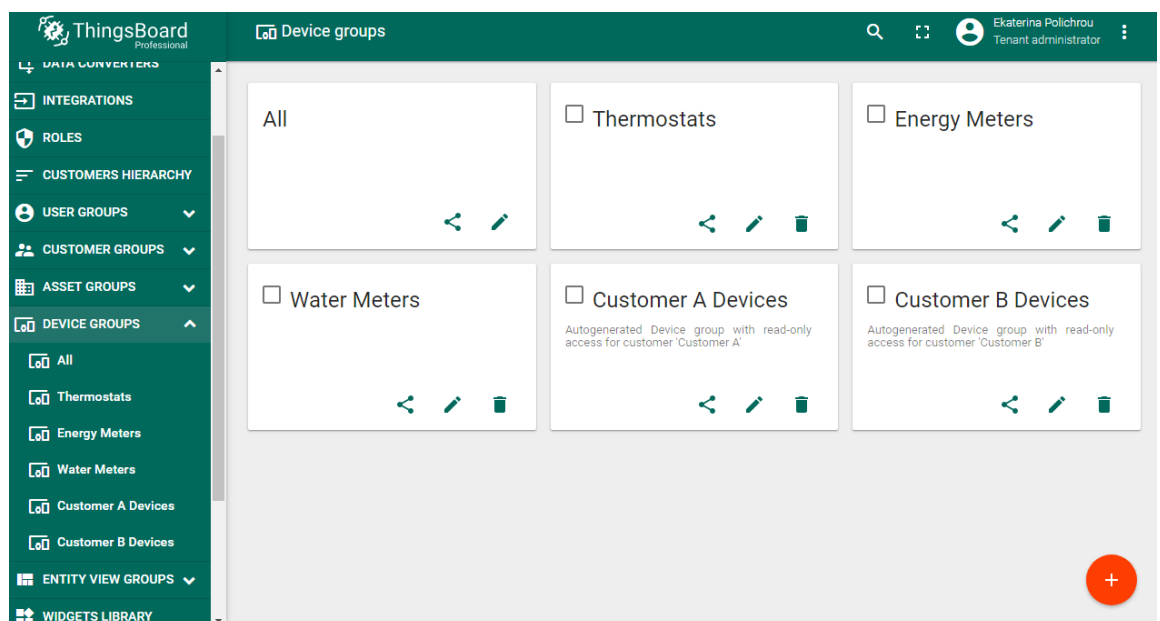 ThingsBoard
Professional
Device groups
Ekaterina Polichrou
Tenant administrator
DATA CONVERTERS
INTEGRATIONS
ROLES
CUSTOMERS HIERARCHY
USER GROUPS
CUSTOMER GROUPS
ASSET GROUPS
DEVICE GROUPS
All
Thermostats
Energy Meters
Water Meters
Customer A Devices
Customer B Devices
ENTITY VIEW GROUPS
WIDGETS LIBRARY
All
Thermostats
Energy Meters
Water Meters
Customer A Devices
Autogenerated Device group with read-only
access for customer 'Customer A'
Customer B Devices
Autogenerated Device group with read-only
access for customer 'Customer B'